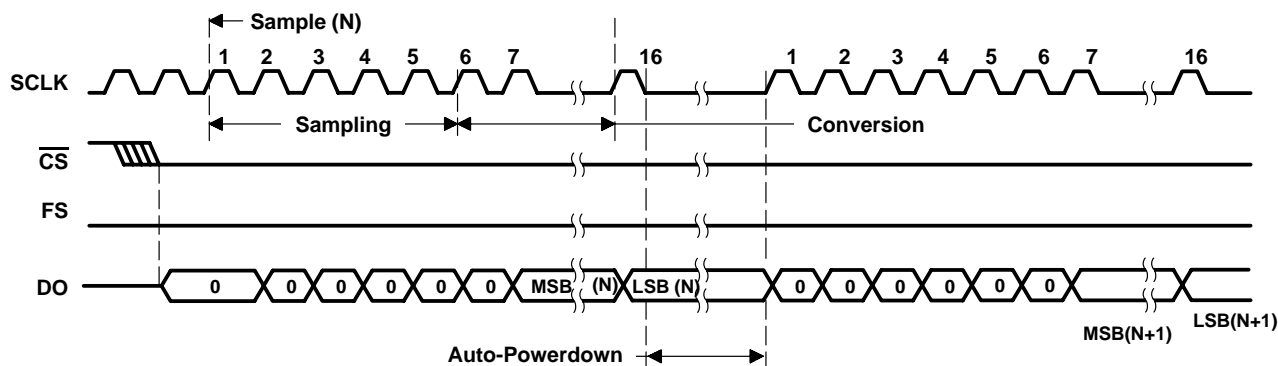 Sample (N)
1 2 3 4 5 6 7 16 1 2 3 4 5 6 7 16
SCLK
Sampling Conversion
CS
FS
DO 0 0 0 0 0 0 MSB (N) LSB (N) 0 0 0 0 0 0
MSB(N+1) LSB(N+1)
Auto-Powerdown